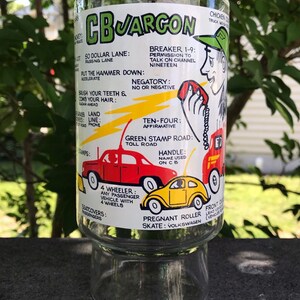 CB JARGON
CHICKEN
50 DOLLAR LANE:
PASSING LANE
BREAKER, 1-9:
PERMISSION TO
TALK ON CHANNEL
NINETEEN
PUT THE HAMMER DOWN:
ACCELERATE
NEGATORY:
NO OR NEGATIVE
BRUSH YOUR TEETH &
COMB YOUR HAIR:
AHEAD
LAND
LINE:
PHONE
TEN-FOUR:
AFFIRMATIVE
GREEN STAMP ROAD:
TOLL ROAD
HANDLE:
NAME USED
ON CB
4 WHEELER:
ANY PASSENGER
VEHICLE WITH
4 WHEELS
PREGNANT ROLLER
SKATE: VOLKSWAGEN
FRONT